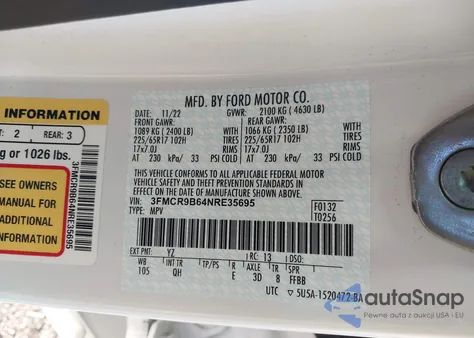 INFORMATION
2 REAR 3
g or 1026 lbs.
SEE OWNERS
MANUAL FOR
ADDITIONAL
INFORMATION
3FMCR9B64NRE35695
MFD. BY FORD MOTOR CO.
11/22 GVWR: 2100 KG ( 4630 LB)
FRONT GAWR: REAR GAWR:
1089 KG ( 2400 LB) WITH 1066 KG ( 2350 LB) WITH
225/65R17 102H TIRES 225/65R17 102H TIRES
17x7.0J RIMS 17x7.0J RIMS
AT 230 kPa/ 33 PSI COLD AT 230 kPa/ 33 PSI COLD
THIS VEHICLE CONFORMS TO ALL APPLICABLE FEDERAL MOTOR
VEHICLE SAFETY AND THEFT PREVENTION STANDARDS IN EFFECT ON
THE DATE OF MANUFACTURE SHOWN ABOVE.
VIN: 3FMCR9B64NRE35695 F0132
TYPE: MPV T0256
EXT PNT: YZ RC: 13 DSO:
WB INT TR TP/PS R AXLE TR SPR
105 QH E 3D 8 FFBB
UTC 5U5A-1520472 BA
autaSnap
Aukcje i pośrednictwo aut z USA i EU